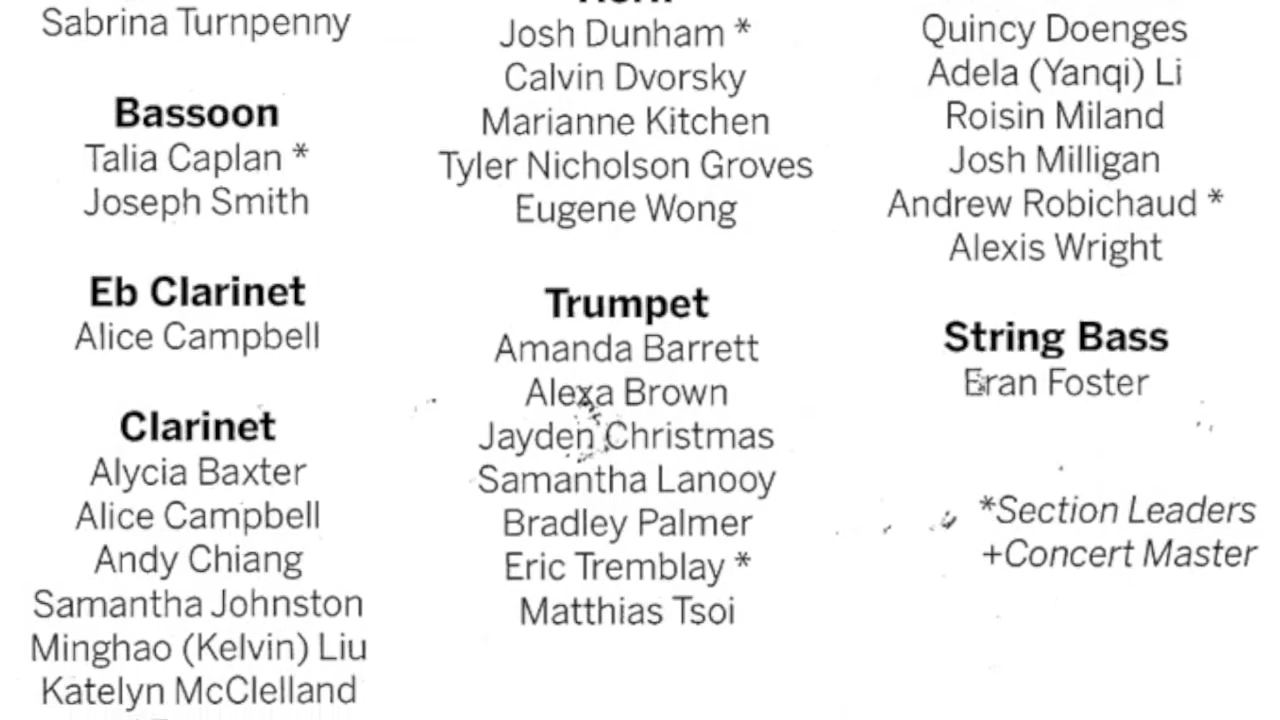 Sabrina Turnpenny
Bassoon
Talia Caplan *
Joseph Smith
Eb Clarinet
Alice Campbell
Clarinet
Alycia Baxter
Alice Campbell
Andy Chiang
Samantha Johnston
Minghao (Kelvin) Liu
Katelyn McClelland
Josh Dunham *
Calvin Dvorsky
Marianne Kitchen
Tyler Nicholson Groves
Eugene Wong
Trumpet
Amanda Barrett
Alexa Brown
Jayden Christmas
Samantha Lanooy
Bradley Palmer
Eric Tremblay *
Matthias Tsoi
Quincy Doenges
Adela (Yanqi) Li
Roisin Miland
Josh Milligan
Andrew Robichaud *
Alexis Wright
String Bass
Eran Foster
*Section Leaders
+Concert Master